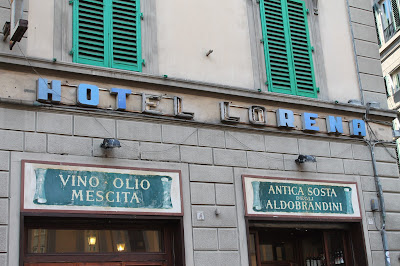 HOTEL LORENA
VINO E OLIO
MESCITA
ANTICA SOSTA
DEGLI
ALDOBRANDINI